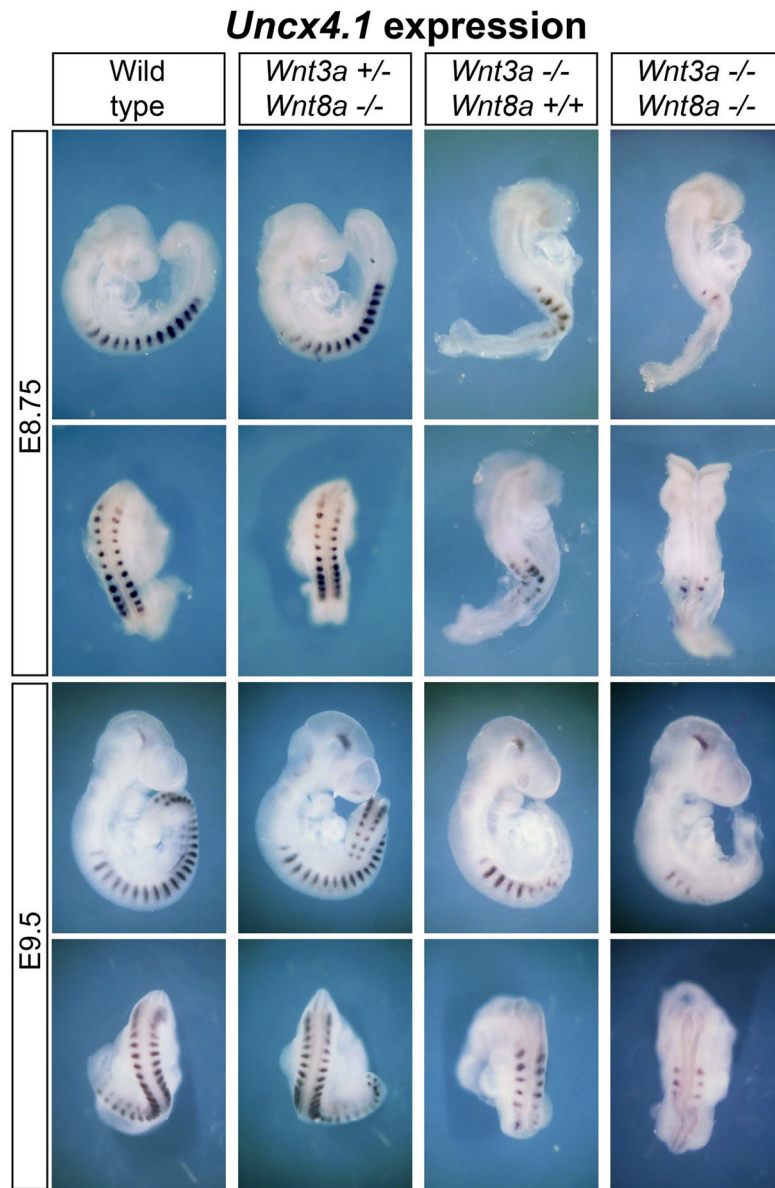 Uncx4.1 expression
Wild
type
Wnt3a +/-
Wnt8a -/-
Wnt3a -/-
Wnt8a +/+
Wnt3a -/-
Wnt8a -/-
E8.75
E9.5